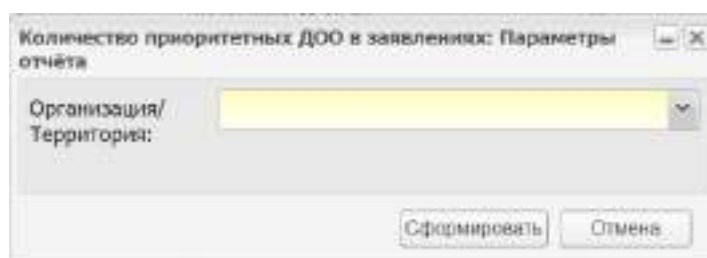 Количество приоритетных ДОО в заявлениях: Параметры
отчёта
Организация/
Территория:
Сформировать
Отмена